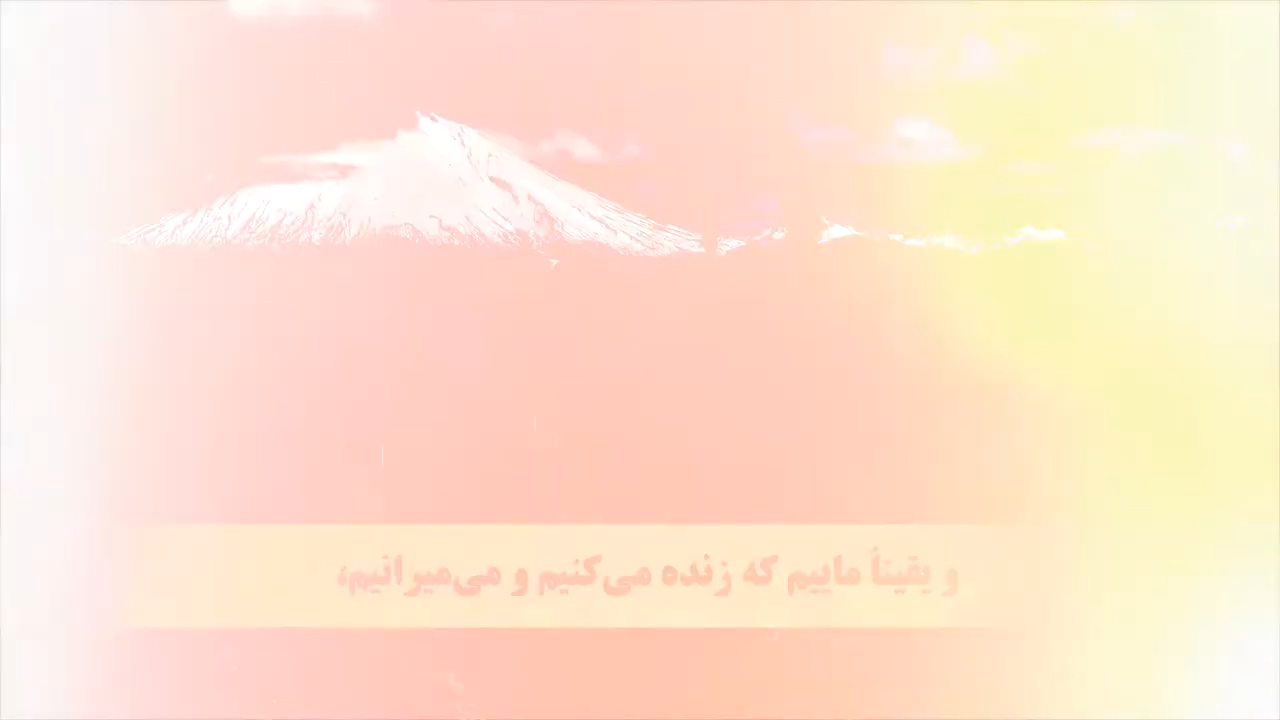 و یقیناً ماییم که زنده می‌کنیم و می‌میرانیم،